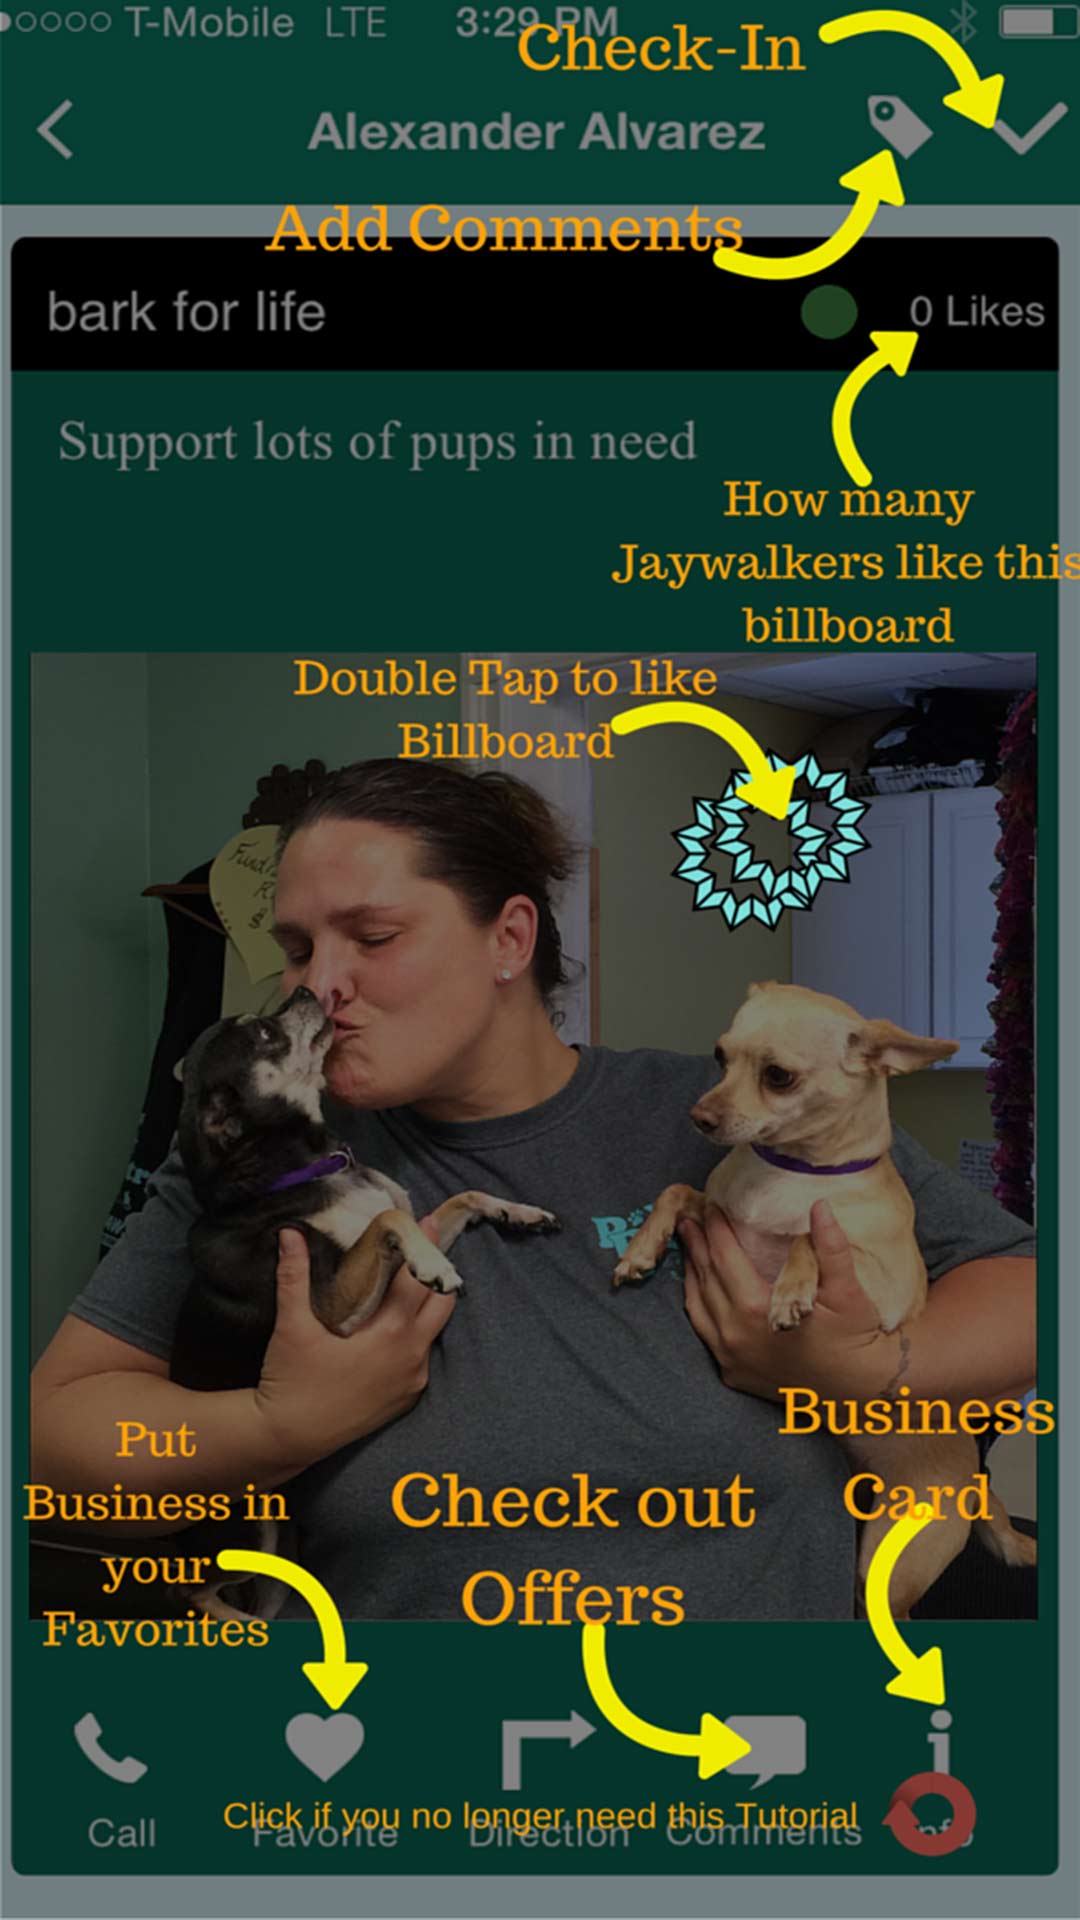 T-Mobile LTE 3:29 PM
Check-In
Alexander Alvarez
Add Comments
bark for life
0 Likes
Support lots of pups in need
How many
Jaywalkers like this
billboard
Double Tap to like
Billboard
Business
Card
Put
Business in
your
Favorites
Check out
Offers
Click if you no longer need this Tutorial
Call
Favorite
Direction
Comments